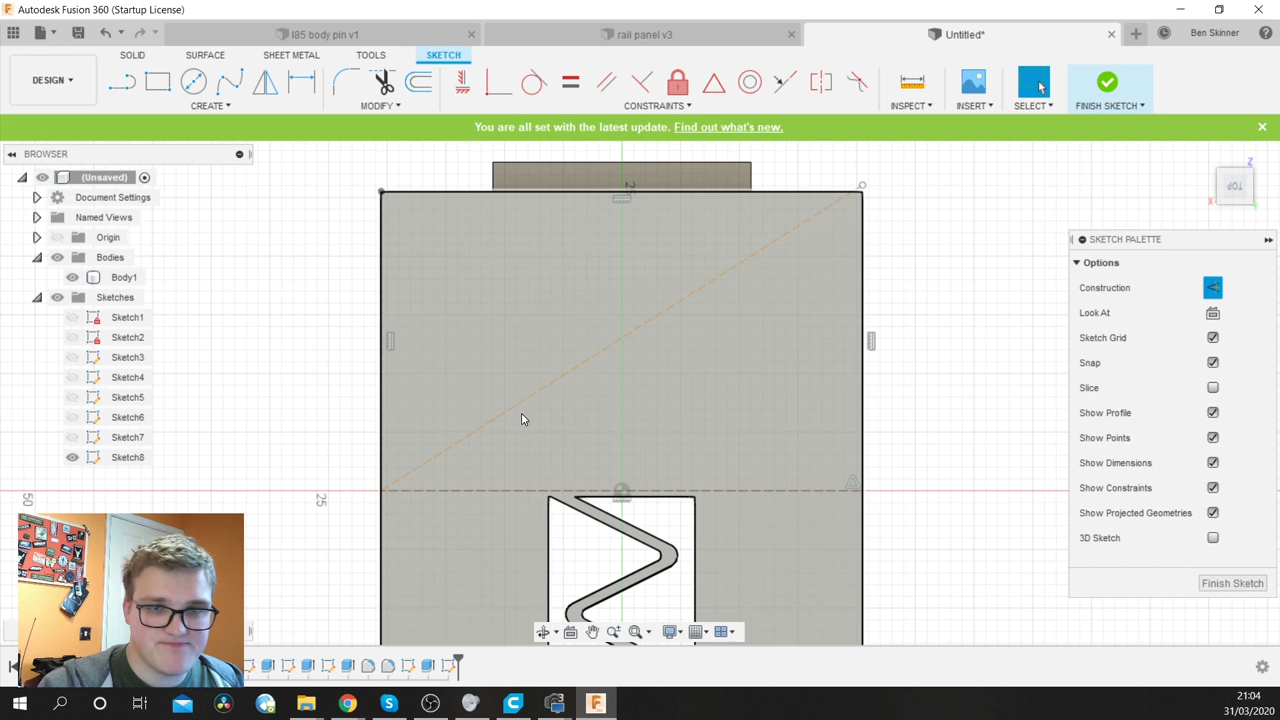 Autodesk Fusion 360 (Startup License)
l85 body pin v1
rail panel v3
Untitled*
Ben Skinner
SOLID
SURFACE
SHEET METAL
TOOLS
SKETCH
DESIGN
CREATE
MODIFY
CONSTRAINTS
INSPECT
INSERT
SELECT
FINISH SKETCH
You are all set with the latest update. Find out what's new.
BROWSER
(Unsaved)
Document Settings
Named Views
Origin
Bodies
Body1
Sketches
Sketch1
Sketch2
Sketch3
Sketch4
Sketch5
Sketch6
Sketch7
Sketch8
Z
TOP
X
Y
SKETCH PALETTE
Options
Construction
Look At
Sketch Grid
Snap
Slice
Show Profile
Show Points
Show Dimensions
Show Constraints
Show Projected Geometries
3D Sketch
Finish Sketch
50
25
21:04
31/03/2020